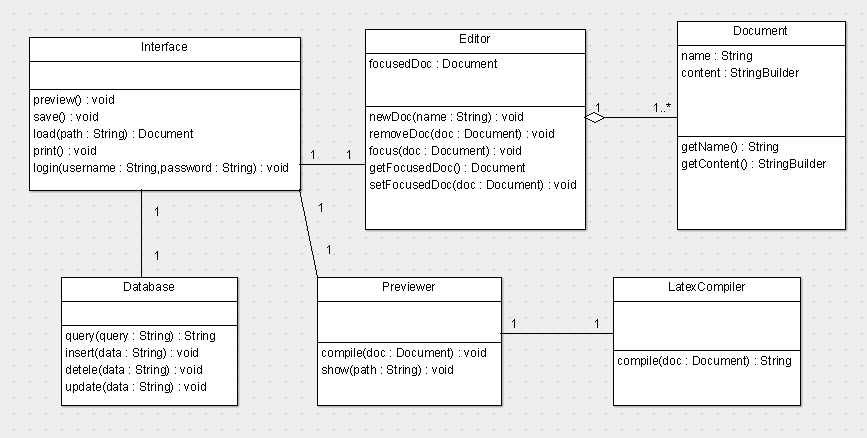 Interface
preview() : void
save() : void
load(path : String) : Document
print() : void
login(username : String,password : String) : void
Editor
focusedDoc : Document
newDoc(name : String) : void
removeDoc(doc : Document) : void
focus(doc : Document) : void
getFocusedDoc() : Document
setFocusedDoc(doc : Document) : void
Document
name : String
content : StringBuilder
getName() : String
getContent() : StringBuilder
1
1..*
1
1
1
1
1
1
Database
query(query : String) : String
insert(data : String) : void
detele(data : String) : void
update(data : String) : void
Previewer
compile(doc : Document) : void
show(path : String) : void
1
1
LatexCompiler
compile(doc : Document) : String